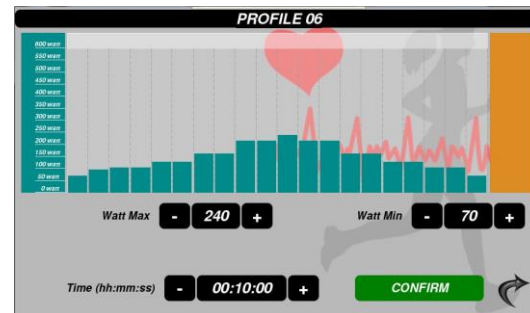 PROFILE 06
600 watt
550 watt
500 watt
450 watt
400 watt
350 watt
300 watt
250 watt
200 watt
150 watt
100 watt
50 watt
0 watt
Watt Max - 240 +
Watt Min - 70 +
Time (hh:mm:ss) - 00:10:00 +
CONFIRM